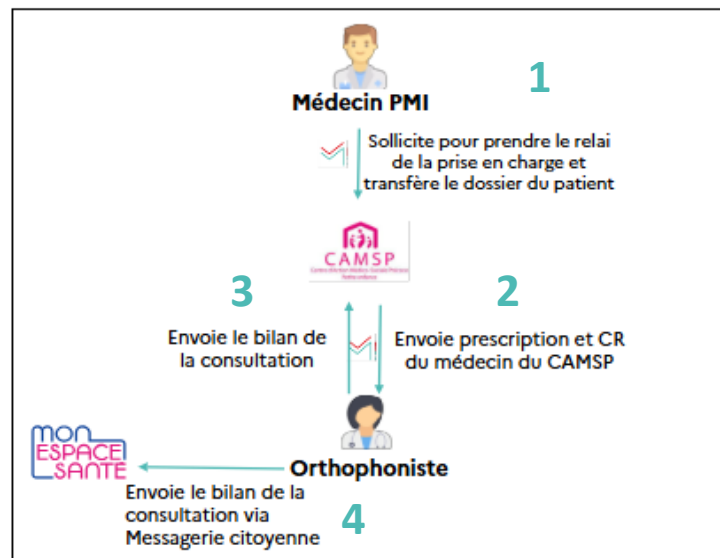 1
Médecin PMI
Sollicite pour prendre le relai
de la prise en charge et
transfère le dossier du patient
CAMSP
3
2
Envoie le bilan de
la consultation
Envoie prescription et CR
du médecin du CAMSP
mon
ESPACE
SANTÉ
Orthophoniste
Envoie le bilan de la
consultation via
Messagerie citoyenne
4